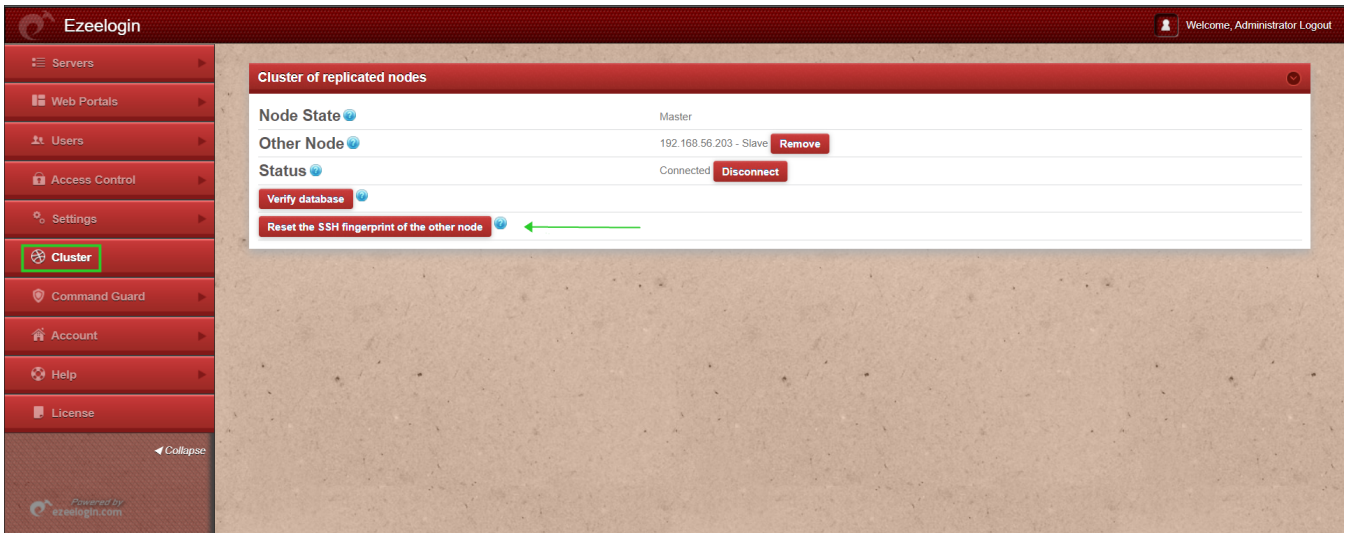 Ezeelogin
Welcome, Administrator Logout
Servers
Web Portals
Users
Access Control
Settings
Cluster
Command Guard
Account
Help
License
Collapse
Powered by
ezeelogin.com
Cluster of replicated nodes
Node State Master
Other Node 192.168.56.203 - Slave Remove
Status Connected Disconnect
Verify database
Reset the SSH fingerprint of the other node